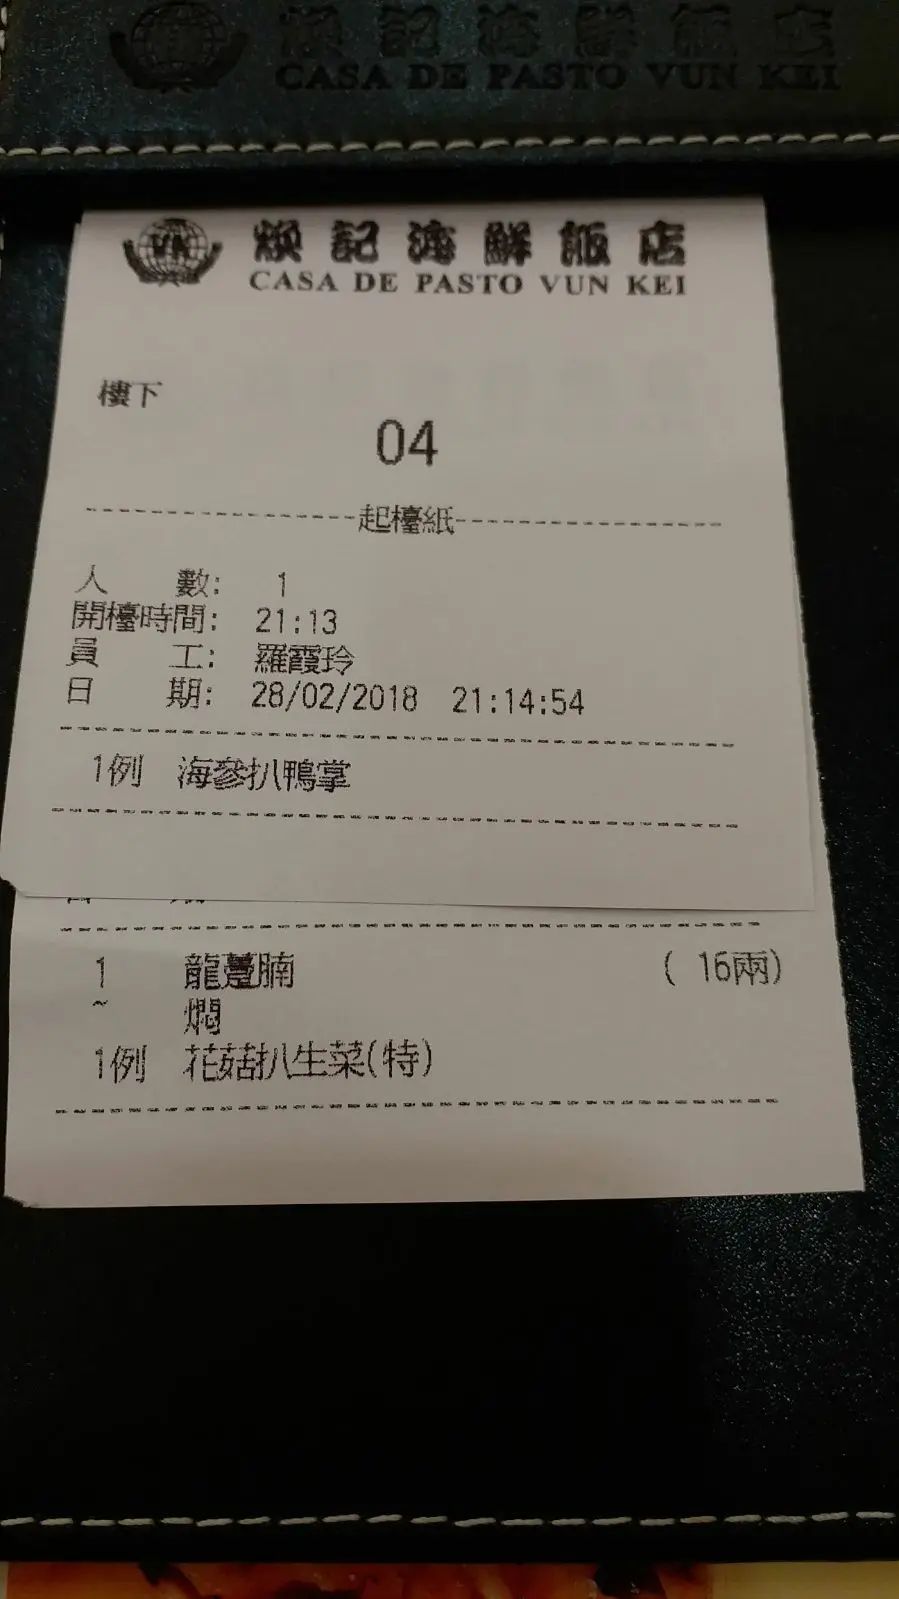 記海鮮飯店
CASA DE PASTO VUN KEI
記海鮮飯店
CASA DE PASTO VUN KEI
樓下
04
起檯紙
人 數: 1
開檯時間: 21:13
員 工: 羅霞玲
日 期: 28/02/2018 21:14:54
1例 海參扒鴨掌
1 龍躉腩 ( 16兩)
~ 燜
1例 花菇扒生菜(特)